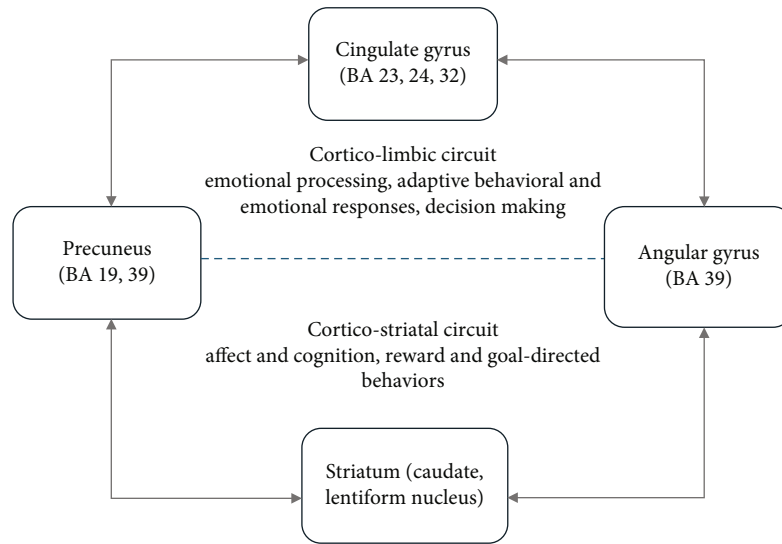 Cingulate gyrus
(BA 23, 24, 32)
Cortico-limbic circuit
emotional processing, adaptive behavioral and
emotional responses, decision making
Precuneus
(BA 19, 39)
Angular gyrus
(BA 39)
Cortico-striatal circuit
affect and cognition, reward and goal-directed
behaviors
Striatum (caudate,
lentiform nucleus)